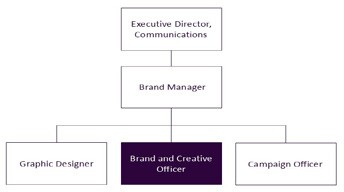 Executive Director,
Communications
Brand Manager
Graphic Designer
Brand and Creative
Officer
Campaign Officer